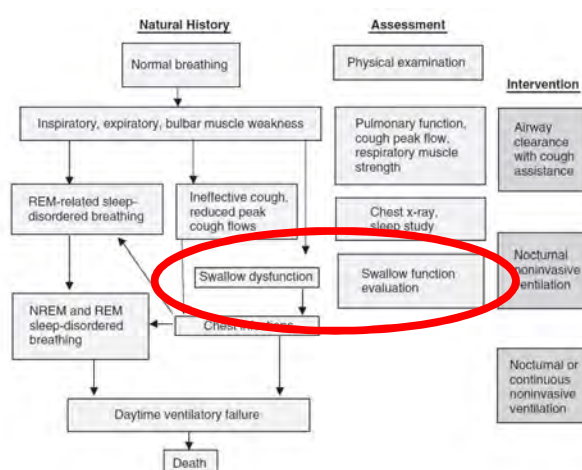 Natural History
Normal breathing
Inspiratory, expiratory, bulbar muscle weakness
REM-related sleep-
disordered breathing
Ineffective cough,
reduced peak
cough flows
Swallow dysfunction
NREM and REM
sleep-disordered
breathing
Chest infections
Daytime ventilatory failure
Death
Assessment
Physical examination
Pulmonary function,
cough peak flow,
respiratory muscle
strength
Chest x-ray,
sleep study
Swallow function
evaluation
Intervention
Airway
clearance
with cough
assistance
Nocturnal
noninvasive
ventilation
Nocturnal or
continuous
noninvasive
ventilation